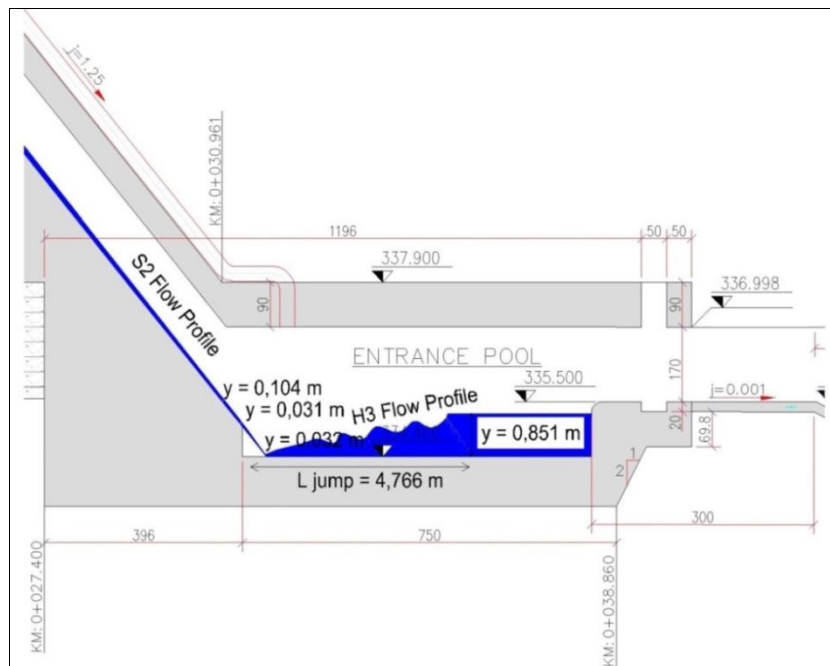 j=1.25
KM: 0+030.961
1196
50
50
337.900
336.998
90
90
S2 Flow Profile
ENTRANCE POOL
170
y = 0,104 m
y = 0,031 m
y = 0,032 m
H3 Flow Profile
335.500
j=0.001
y = 0,851 m
20
69.8
L jump = 4,766 m
1
2
300
396
750
KM: 0+027.400
KM: 0+038.860